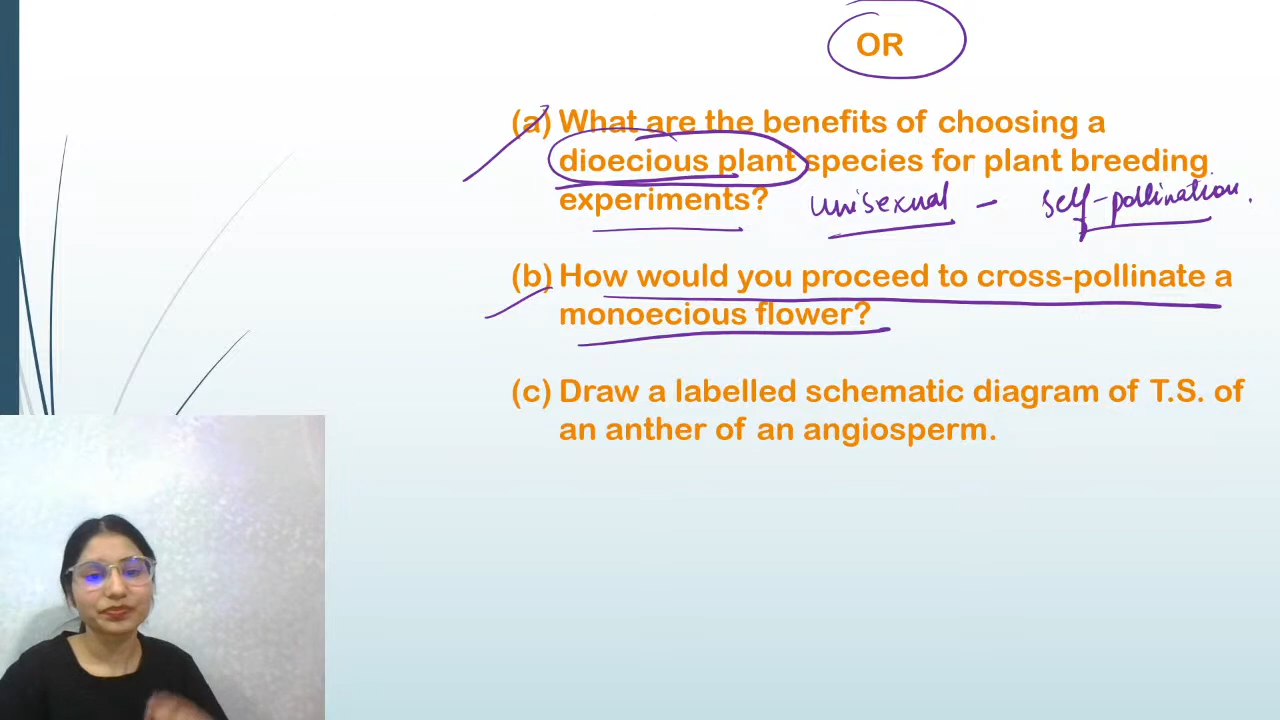 OR
(a) What are the benefits of choosing a
dioecious plant species for plant breeding
experiments? unisexual - self-pollination.
(b) How would you proceed to cross-pollinate a
monoecious flower?
(c) Draw a labelled schematic diagram of T.S. of
an anther of an angiosperm.